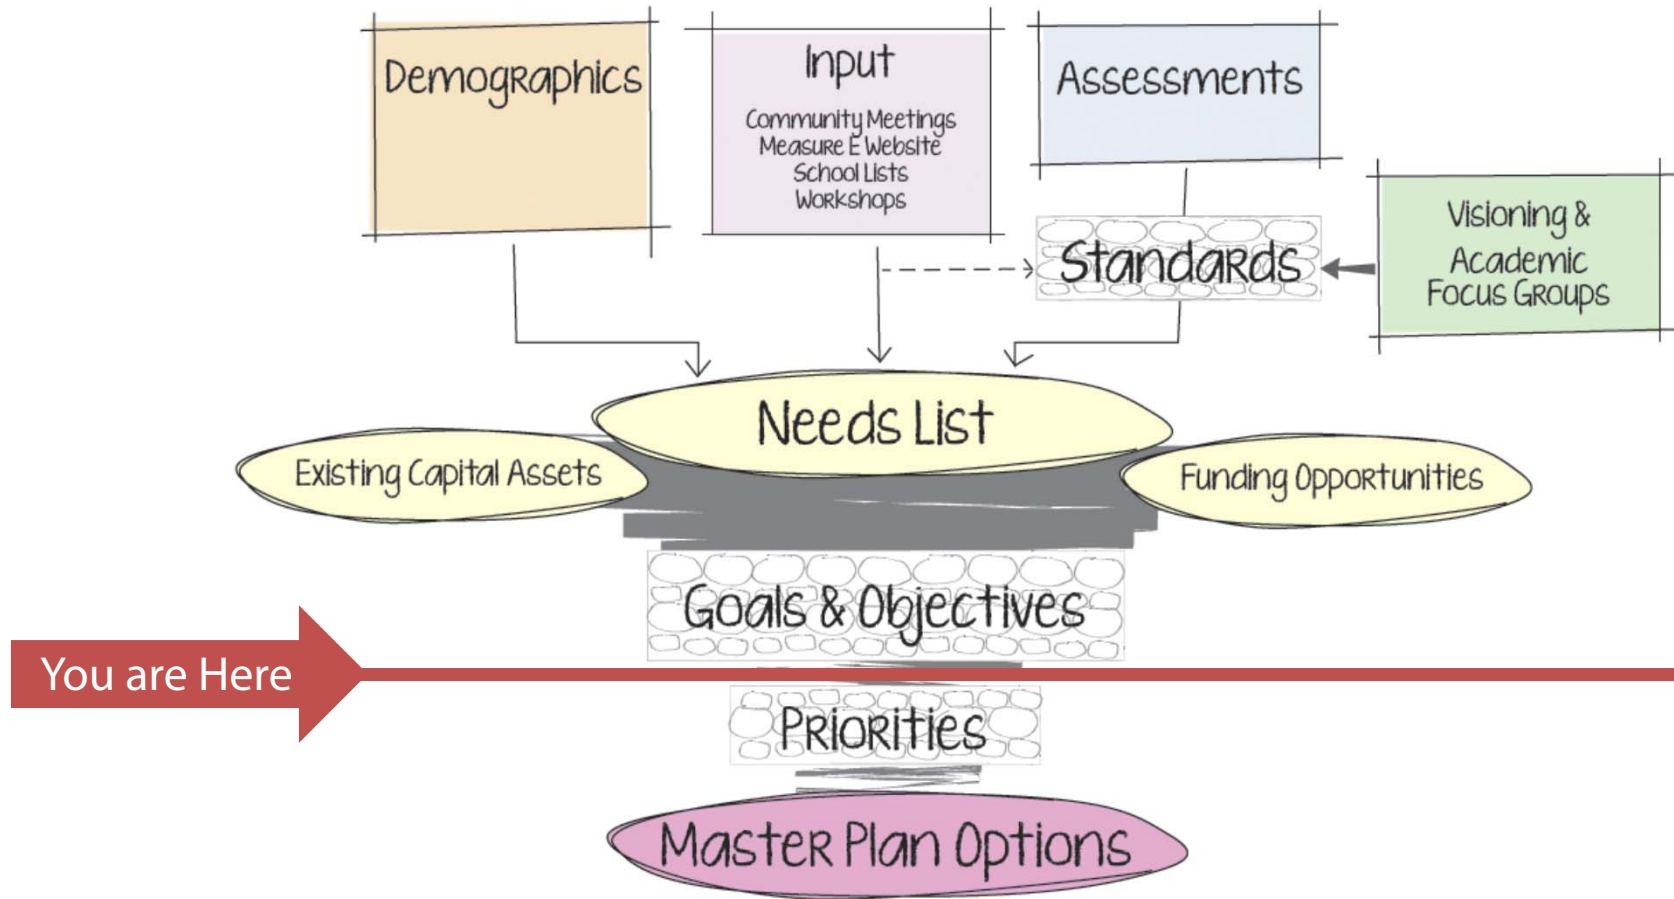 Demographics
Input
Community Meetings
Measure E Website
School Lists
Workshops
Assessments
Visioning &
Academic
Focus Groups
Standards
Needs List
Existing Capital Assets
Funding Opportunities
Goals & Objectives
You are Here
Priorities
Master Plan Options